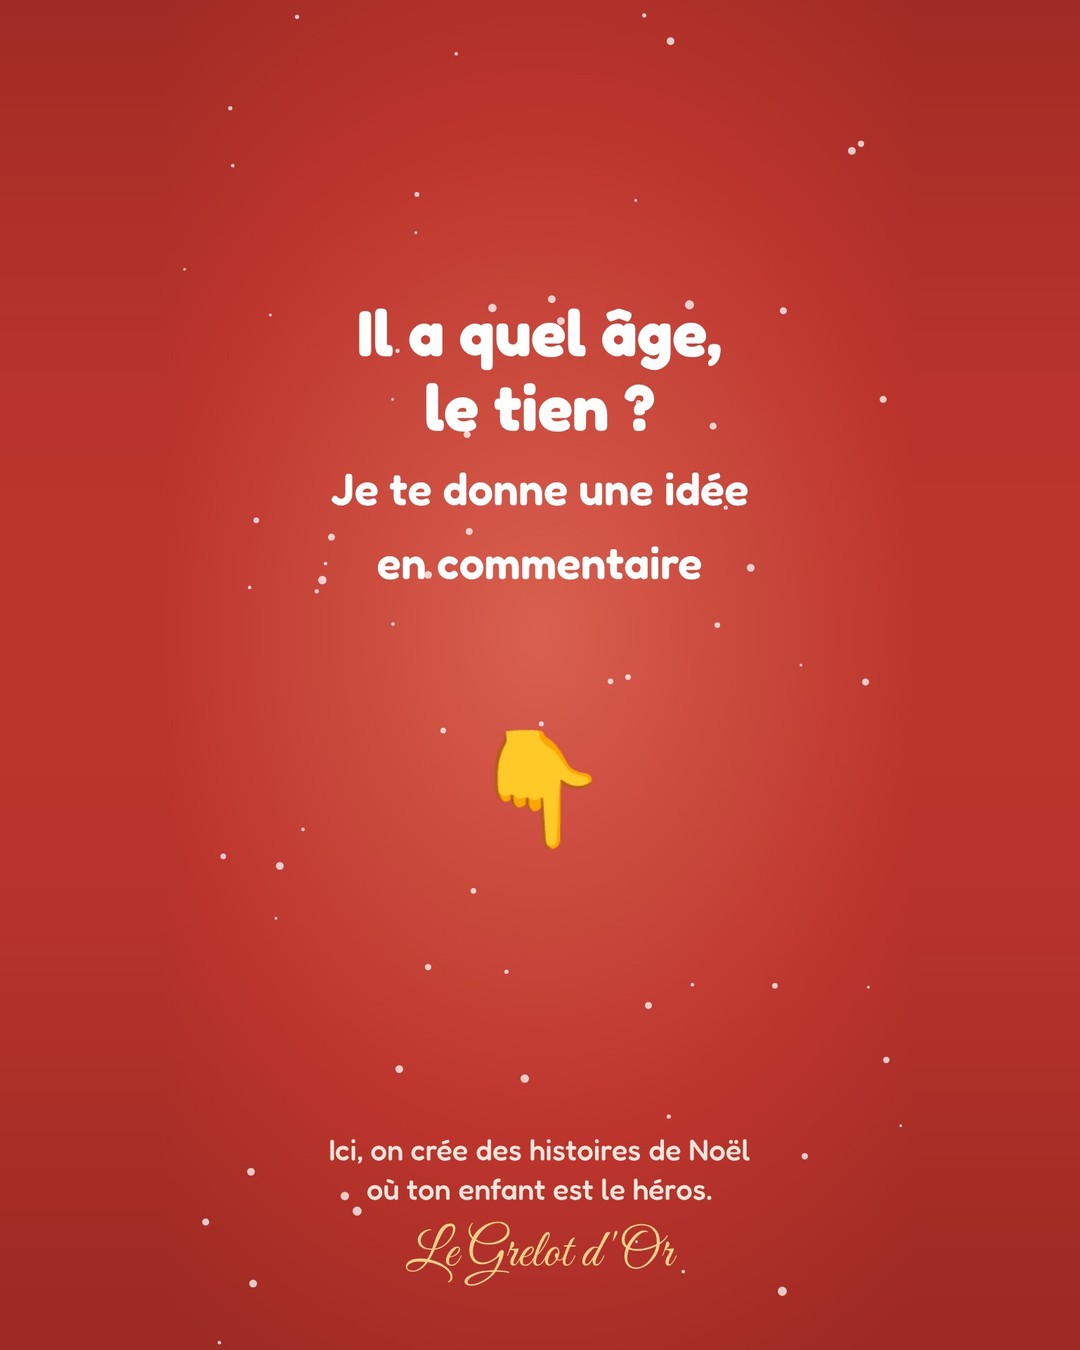 Il a quel âge,
le tien ?
Je te donne une idée
en commentaire
Ici, on crée des histoires de Noël
où ton enfant est le héros.
Le Grelot d'Or